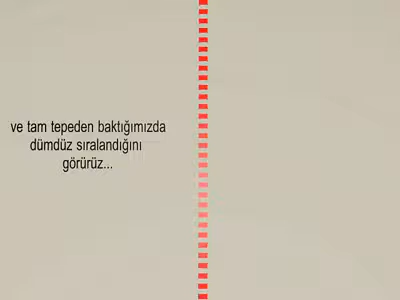 ve tam tepeden baktığımızda
dümdüz sıralandığını
görürüz...